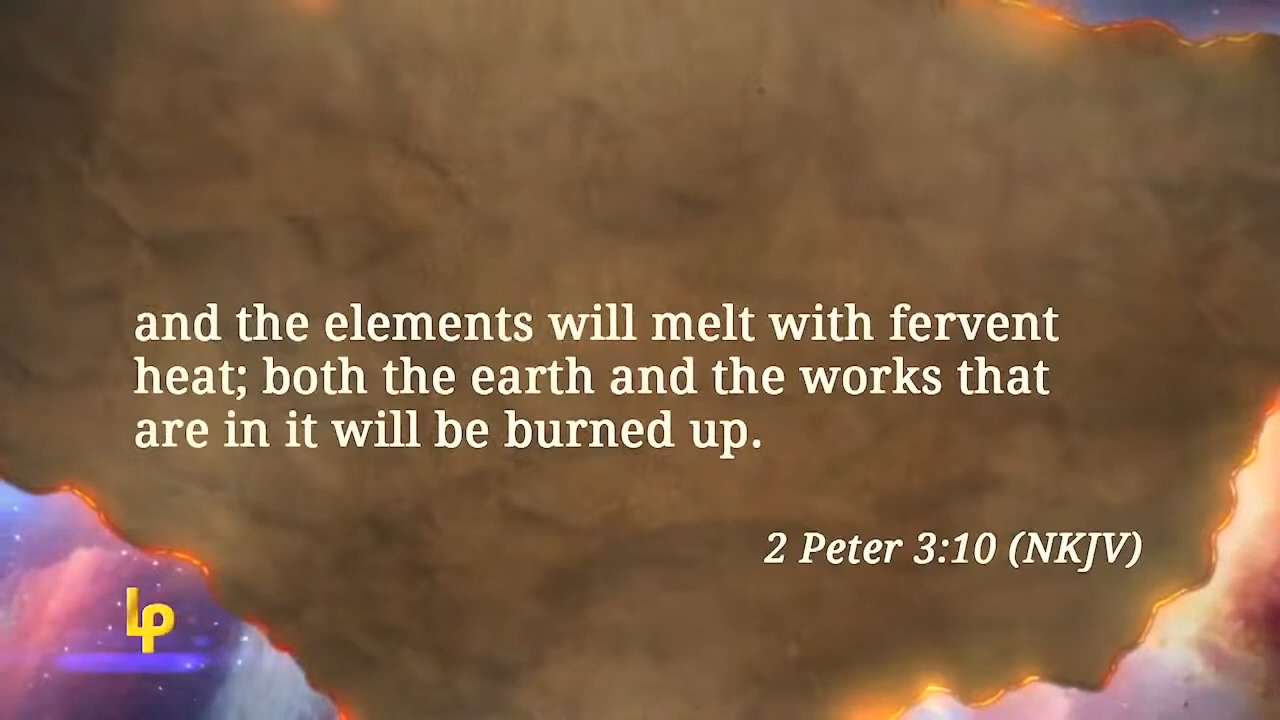 and the elements will melt with fervent
heat; both the earth and the works that
are in it will be burned up.
2 Peter 3:10 (NKJV)
Lp